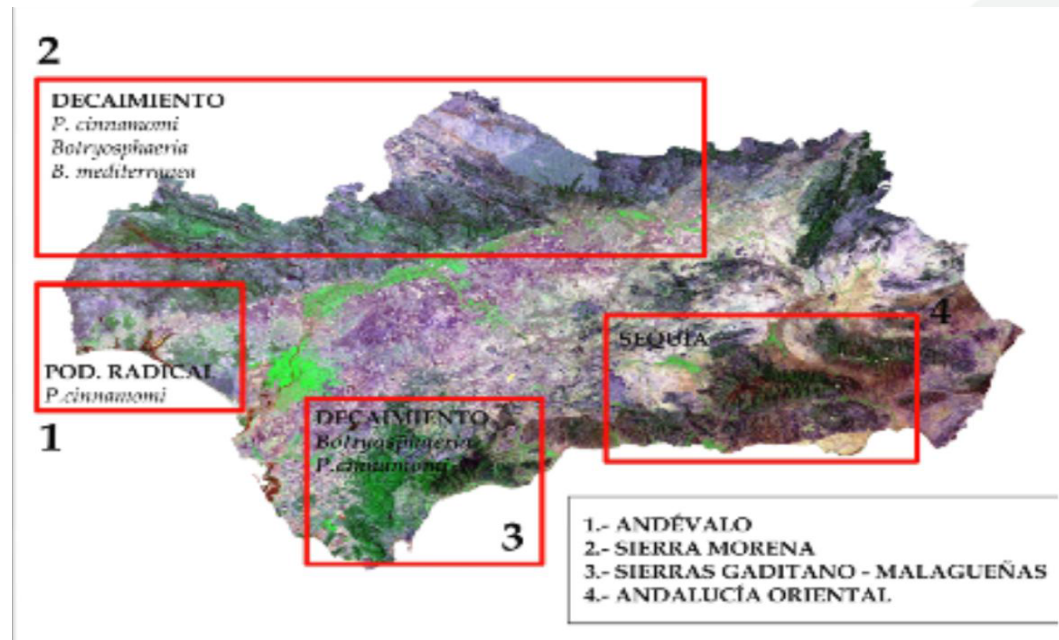 2
DECAIMIENTO
P. cinnamomi
Botryosphaeria
B. mediterranea
POD. RADICAL
P.cinnamomi
1
DECAIMIENTO
Botryosphaeria
P.cinnamomi
3
SEQUIA
4
1.- ANDÉVALO
2.- SIERRA MORENA
3.- SIERRAS GADITANO - MALAGUEÑAS
4.- ANDALUCÍA ORIENTAL